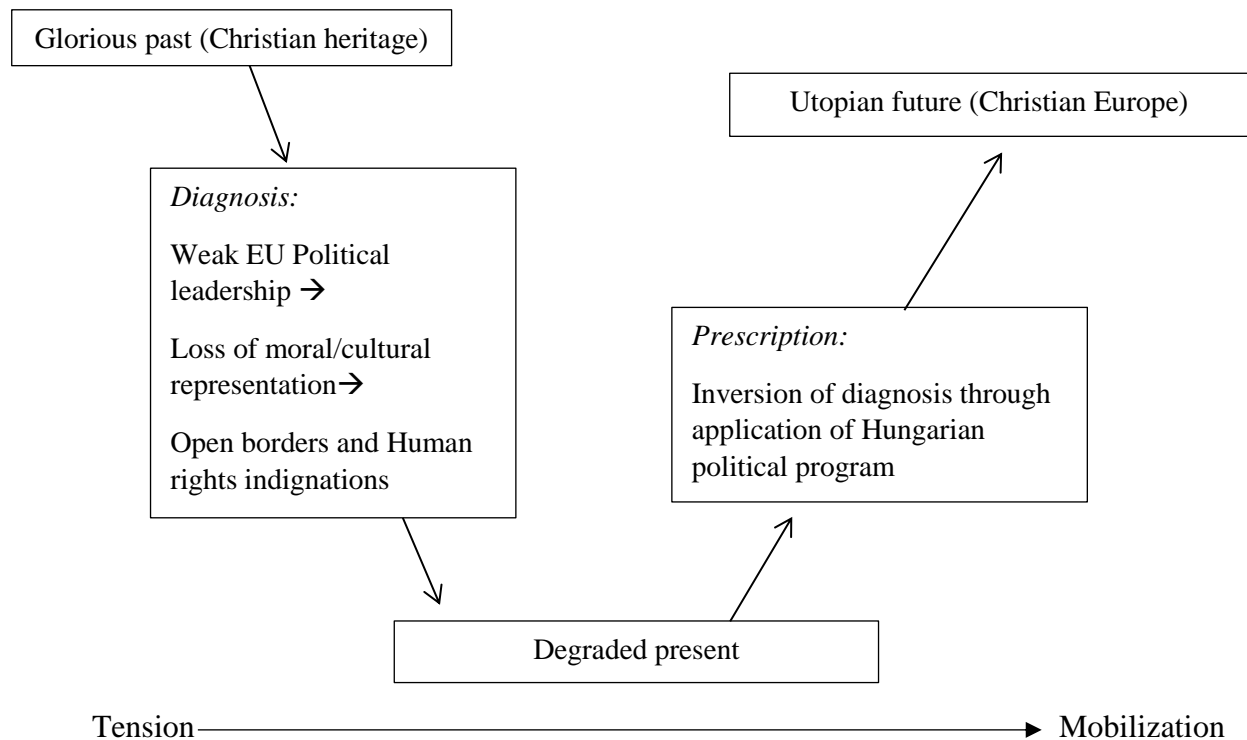 Glorious past (Christian heritage)
Utopian future (Christian Europe)
Diagnosis:
Weak EU Political
leadership →
Loss of moral/cultural
representation→
Open borders and Human
rights indignations
Prescription:
Inversion of diagnosis through
application of Hungarian
political program
Degraded present
Tension
Mobilization